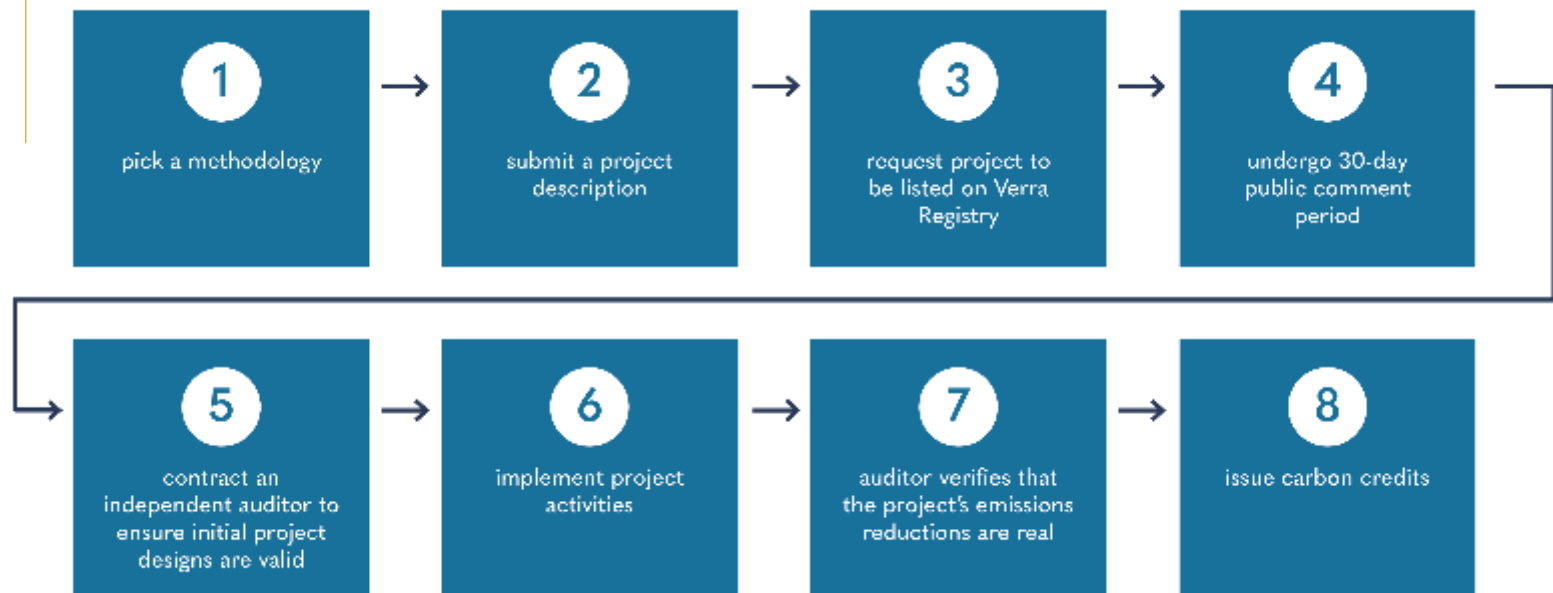 1
pick a methodology
2
submit a project
description
3
request project to
be listed on Verra
Registry
4
undergo 30-day
public comment
period
5
contract an
independent auditor to
ensure initial project
designs are valid
6
implement project
activities
7
auditor verifies that
the project's emissions
reductions are real
8
issue carbon credits